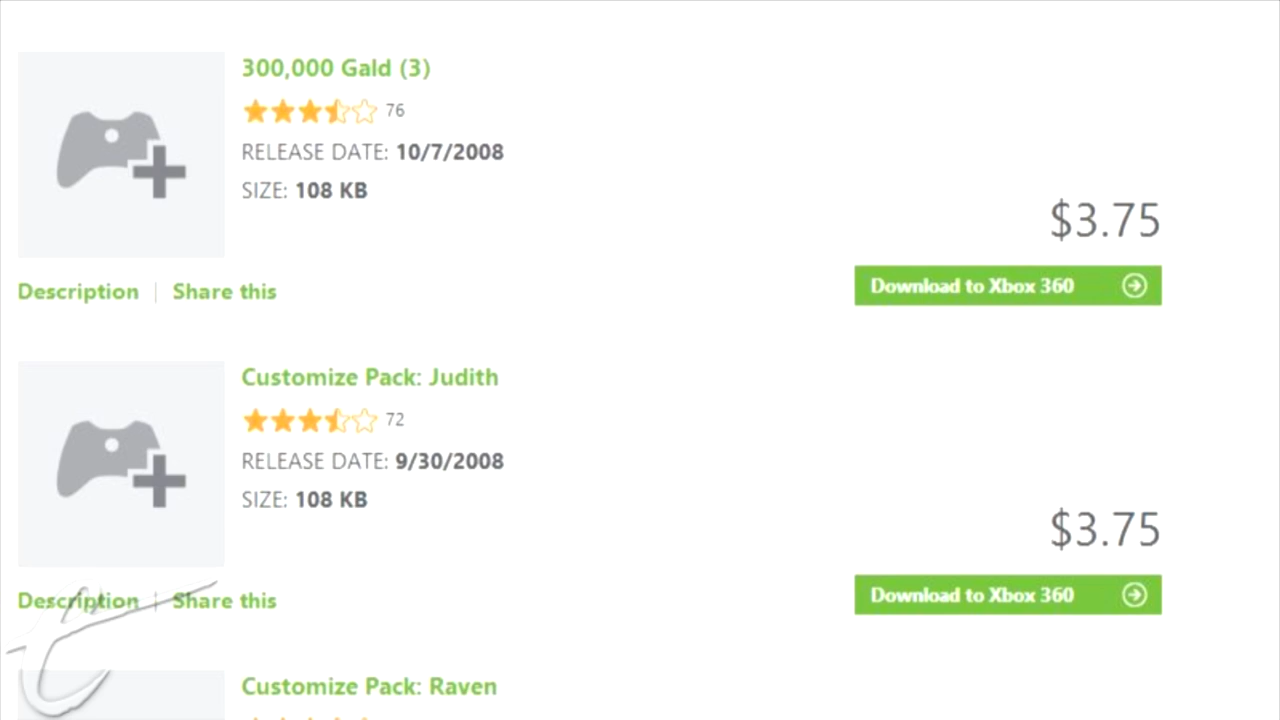 300,000 Gald (3)
76
RELEASE DATE: 10/7/2008
SIZE: 108 KB
$3.75
Description | Share this
Download to Xbox 360
Customize Pack: Judith
72
RELEASE DATE: 9/30/2008
SIZE: 108 KB
$3.75
Description | Share this
Download to Xbox 360
Customize Pack: Raven